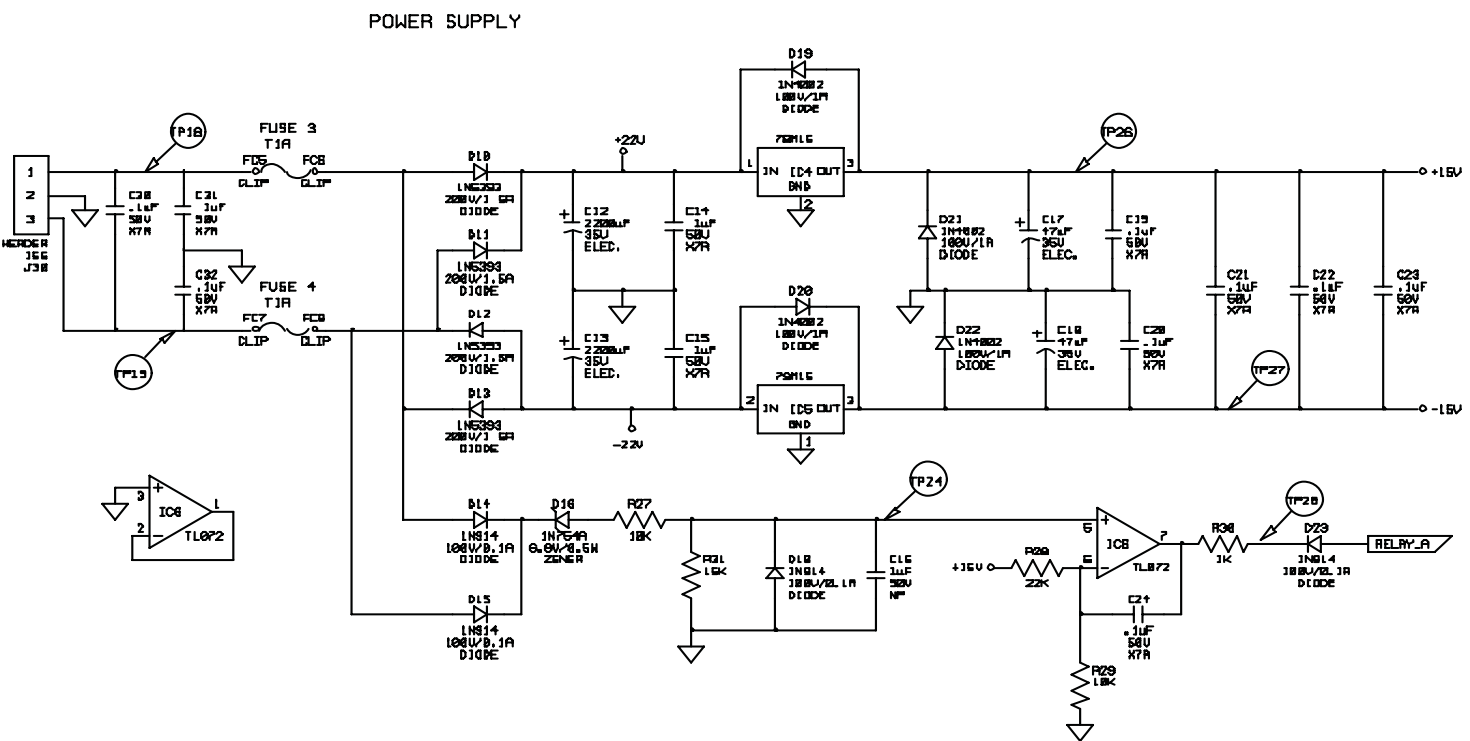 POWER SUPPLY
D19
1N4002
100V/1A
DIODE
TP18
FUSE 3
T1A
+22V
TP26
1
2
3
HEADER
156
J30
FC5
CLIP
FC6
CLIP
D10
1N5393
200V/1.5A
DIODE
78M15
1
IN
IC4
OUT
3
GND
2
+15V
C30
.1uF
50V
X7R
C31
.1uF
50V
X7R
C12
2200uF
35V
ELEC.
C14
.1uF
50V
X7R
D11
1N5393
200V/1.5A
DIODE
D21
1N4002
100V/1A
DIODE
C17
47uF
35V
ELEC.
C19
.1uF
50V
X7R
C32
.1uF
50V
X7R
FUSE 4
T1A
FC7
CLIP
FC8
CLIP
TP19
D12
1N5393
200V/1.5A
DIODE
C13
2200uF
35V
ELEC.
C15
.1uF
50V
X7R
D20
1N4002
100V/1A
DIODE
D22
1N4002
100V/1A
DIODE
C18
47uF
35V
ELEC.
C20
.1uF
50V
X7R
C21
.1uF
50V
X7R
C22
.1uF
50V
X7R
C23
.1uF
50V
X7R
TP27
D13
1N5393
200V/1.5A
DIODE
-22V
79M15
2
IN
IC5
OUT
3
GND
1
-15V
3
2
1
IC6
TL072
D14
1N914
100V/0.1A
DIODE
D16
1N754A
6.8V/0.5W
ZENER
R27
10K
TP24
R31
15K
D18
1N914
100V/0.1A
DIODE
C16
1uF
50V
NP
+15V
R28
22K
5
6
7
IC6
TL072
R30
1K
TP28
D23
1N914
100V/0.1A
DIODE
RELAY_A
D15
1N914
100V/0.1A
DIODE
C24
.1uF
50V
X7R
R29
10K